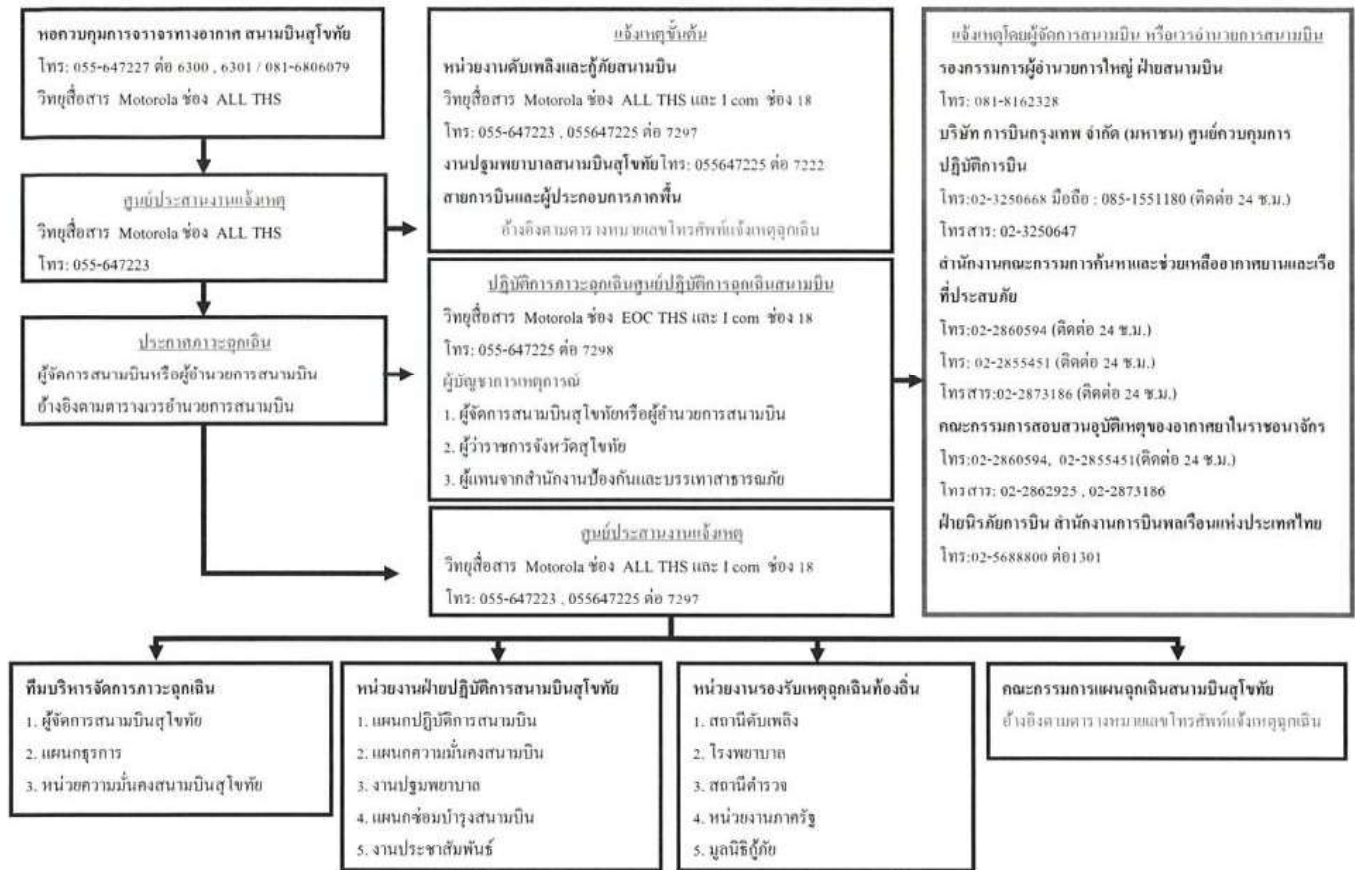 หอควบคุมการจราจรทางอากาศ สนามบินสุโขทัย
โทร: 055-647227 ต่อ 6300 , 6301 / 081-6806079
วิทยุสื่อสาร Motorola ช่อง ALL THS
ศูนย์ประสานงานแจ้งเหตุ
วิทยุสื่อสาร Motorola ช่อง ALL THS
โทร: 055-647223
ประกาศภาวะฉุกเฉิน
ผู้จัดการสนามบินหรือผู้อำนวยการสนามบิน
อ้างอิงตามตารางเวรอำนวยการสนามบิน
แจ้งเหตุขั้นต้น
หน่วยงานดับเพลิงและกู้ภัยสนามบิน
วิทยุสื่อสาร Motorola ช่อง ALL THS และ I com ช่อง 18
โทร: 055-647223 , 055647225 ต่อ 7297
งานปฐมพยาบาลสนามบินสุโขทัยโทร: 055647225 ต่อ 7222
สายการบินและผู้ประกอบการภาคพื้น
อ้างอิงตามตารางหมายเลขโทรศัพท์แจ้งเหตุฉุกเฉิน
ปฏิบัติการภาวะฉุกเฉินศูนย์ปฏิบัติการฉุกเฉินสนามบิน
วิทยุสื่อสาร Motorola ช่อง EOC THS และ I com ช่อง 18
โทร: 055-647225 ต่อ 7298
ผู้บัญชาการเหตุการณ์
1. ผู้จัดการสนามบินสุโขทัยหรือผู้อำนวยการสนามบิน
2. ผู้ว่าราชการจังหวัดสุโขทัย
3. ผู้แทนจากสำนักงานป้องกันและบรรเทาสาธารณภัย
ศูนย์ประสานงานแจ้งเหตุ
วิทยุสื่อสาร Motorola ช่อง ALL THS และ I com ช่อง 18
โทร: 055-647223 , 055647225 ต่อ 7297
แจ้งเหตุโดยผู้จัดการสนามบิน หรือเวรอำนวยการสนามบิน
รองกรรมการผู้อำนวยการใหญ่ ฝ่ายสนามบิน
โทร: 081-8162328
บริษัท การบินกรุงเทพ จำกัด (มหาชน) ศูนย์ควบคุมการ
ปฏิบัติการบิน
โทร:02-3250668 มือถือ : 085-1551180 (ติดต่อ 24 ช.ม.)
โทรสาร: 02-3250647
สำนักงานคณะกรรมการค้นหาและช่วยเหลืออากาศยานและเรือ
ที่ประสบภัย
โทร:02-2860594 (ติดต่อ 24 ช.ม.)
โทร: 02-2855451 (ติดต่อ 24 ช.ม.)
โทรสาร:02-2873186 (ติดต่อ 24 ช.ม.)
คณะกรรมการสอบสวนอุบัติเหตุของอากาศยาในราชอนาจักร
โทร:02-2860594, 02-2855451(ติดต่อ 24 ช.ม.)
โทรสาร: 02-2862925 , 02-2873186
ฝ่ายนิรภัยการบิน สำนักงานการบินพลเรือนแห่งประเทศไทย
โทร:02-5688800 ต่อ1301
ทีมบริหารจัดการภาวะฉุกเฉิน
1. ผู้จัดการสนามบินสุโขทัย
2. แผนกธุรการ
3. หน่วยความมั่นคงสนามบินสุโขทัย
หน่วยงานฝ่ายปฏิบัติการสนามบินสุโขทัย
1. แผนกปฏิบัติการสนามบิน
2. แผนกความมั่นคงสนามบิน
3. งานปฐมพยาบาล
4. แผนกซ่อมบำรุงสนามบิน
5. งานประชาสัมพันธ์
หน่วยงานรองรับเหตุฉุกเฉินท้องถิ่น
1. สถานีดับเพลิง
2. โรงพยาบาล
3. สถานีตำรวจ
4. หน่วยงานภาครัฐ
5. มูลนิธิกู้ภัย
คณะกรรมการแผนฉุกเฉินสนามบินสุโขทัย
อ้างอิงตามตารางหมายเลขโทรศัพท์แจ้งเหตุฉุกเฉิน